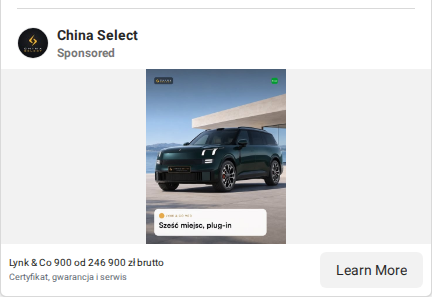 China Select
Sponsored
Sześć miejsc, plug-in
Lynk & Co 900 od 246 900 zł brutto
Certyfikat, gwarancja i serwis
Learn More